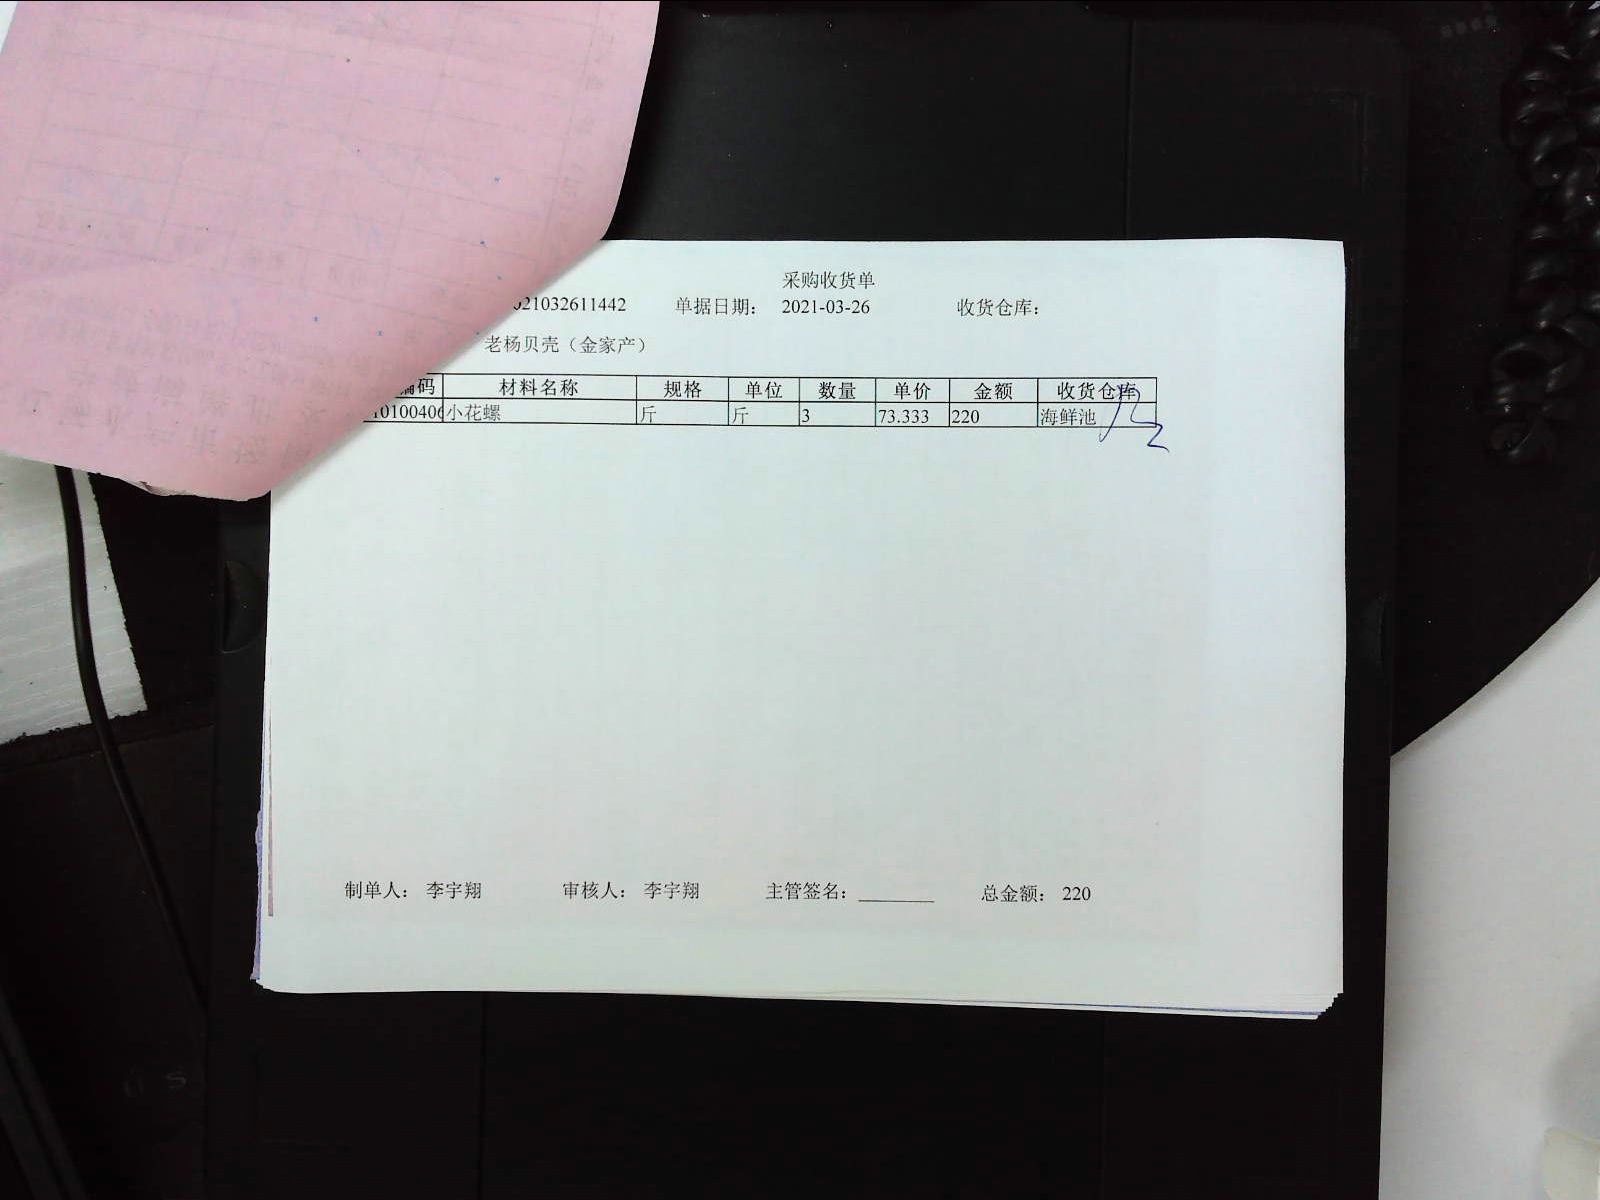 采购收货单
021032611442 单据日期： 2021-03-26 收货仓库：
老杨贝壳（金家产）
编码 材料名称 规格 单位 数量 单价 金额 收货仓库
10100406 小花螺 斤 斤 3 73.333 220 海鲜池
制单人： 李宇翔 审核人： 李宇翔 主管签名： 总金额： 220